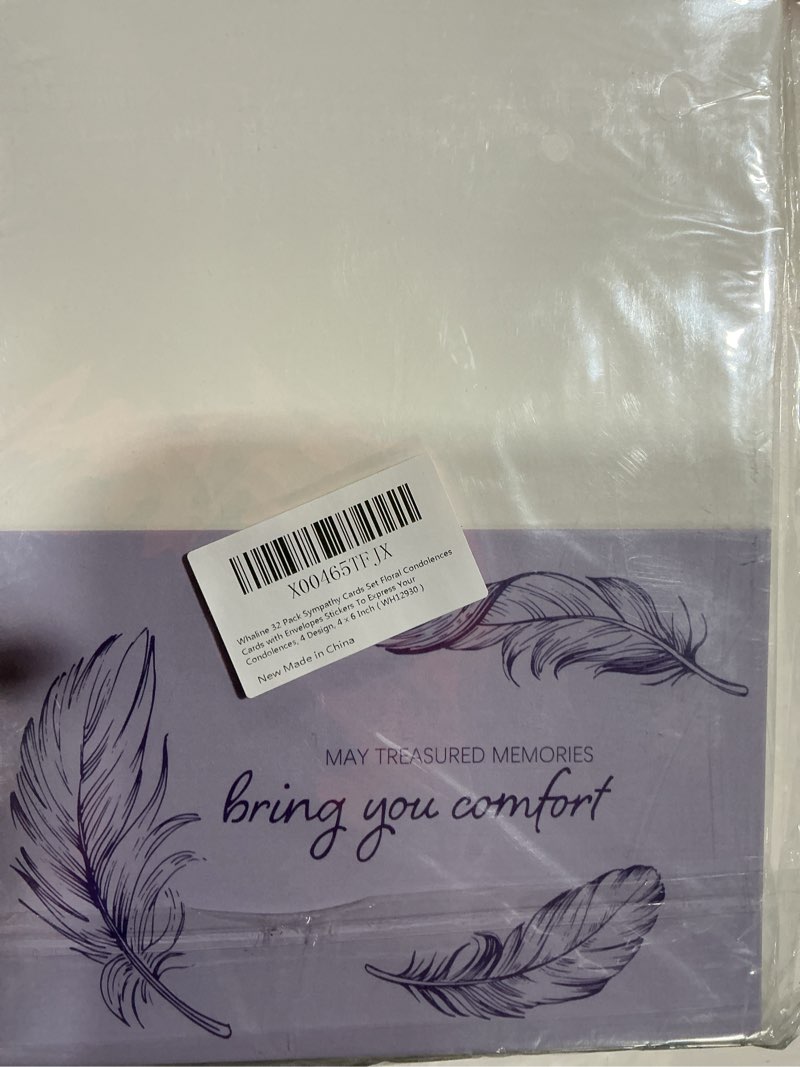 X00465TFJX
Whaline 32 Pack Sympathy Cards Set Floral Condolences
Cards with Envelopes Stickers To Express Your
Condolences, 4 Design, 4 x 6 Inch ( WH12930 )
New Made in China
MAY TREASURED MEMORIES
bring you comfort